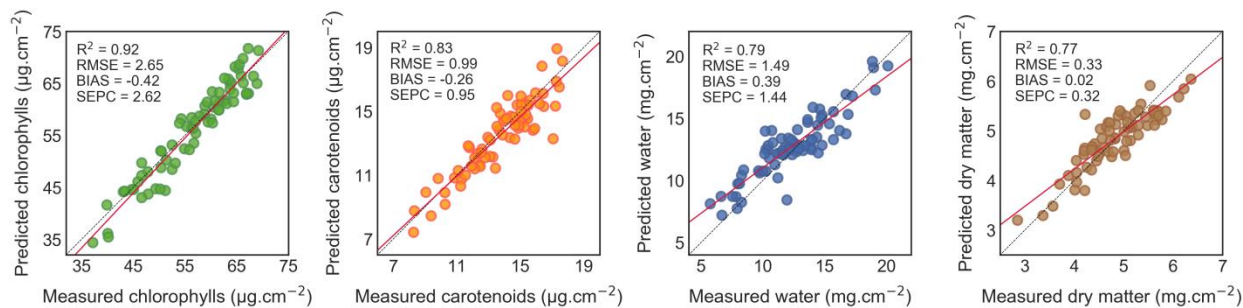 75
65
55
45
35
35 45 55 65 75
Predicted chlorophylls (µg.cm⁻²)
Measured chlorophylls (µg.cm⁻²)
R² = 0.92
RMSE = 2.65
BIAS = -0.42
SEPC = 2.62
19
15
11
7
7 11 15 19
Predicted carotenoids (µg.cm⁻²)
Measured carotenoids (µg.cm⁻²)
R² = 0.83
RMSE = 0.99
BIAS = -0.26
SEPC = 0.95
20
16
10
5
4 5 10 15 20
Predicted water (mg.cm⁻²)
Measured water (mg.cm⁻²)
R² = 0.79
RMSE = 1.49
BIAS = 0.39
SEPC = 1.44
7
6
5
4
3
3 4 5 6 7
Predicted dry matter (mg.cm⁻²)
Measured dry matter (mg.cm⁻²)
R² = 0.77
RMSE = 0.33
BIAS = 0.02
SEPC = 0.32